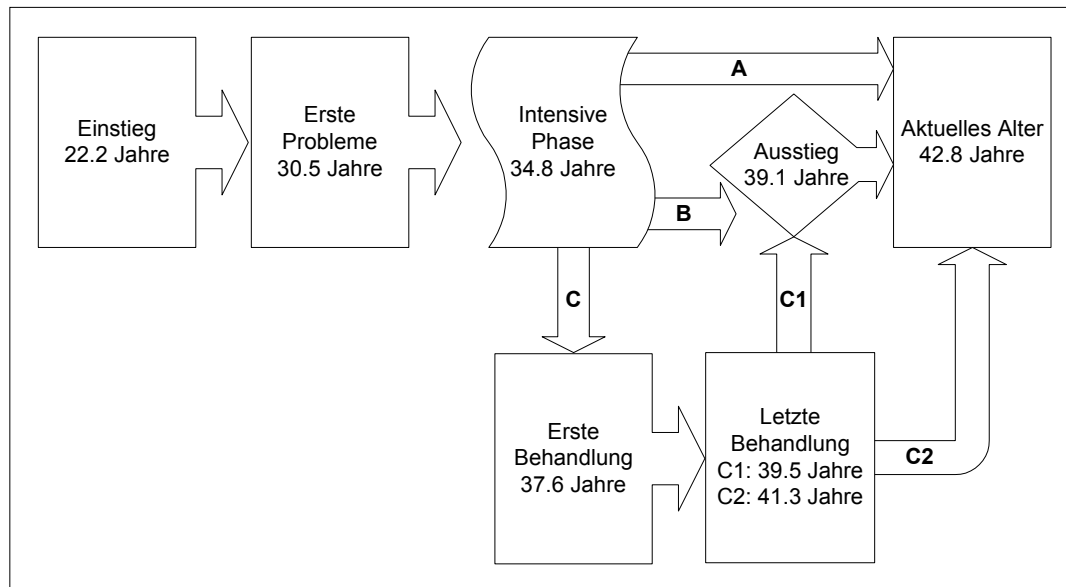 Einstieg
22.2 Jahre
Erste
Probleme
30.5 Jahre
Intensive
Phase
34.8 Jahre
A
B
Ausstieg
39.1 Jahre
Aktuelles Alter
42.8 Jahre
C
C1
Erste
Behandlung
37.6 Jahre
Letzte
Behandlung
C1: 39.5 Jahre
C2: 41.3 Jahre
C2